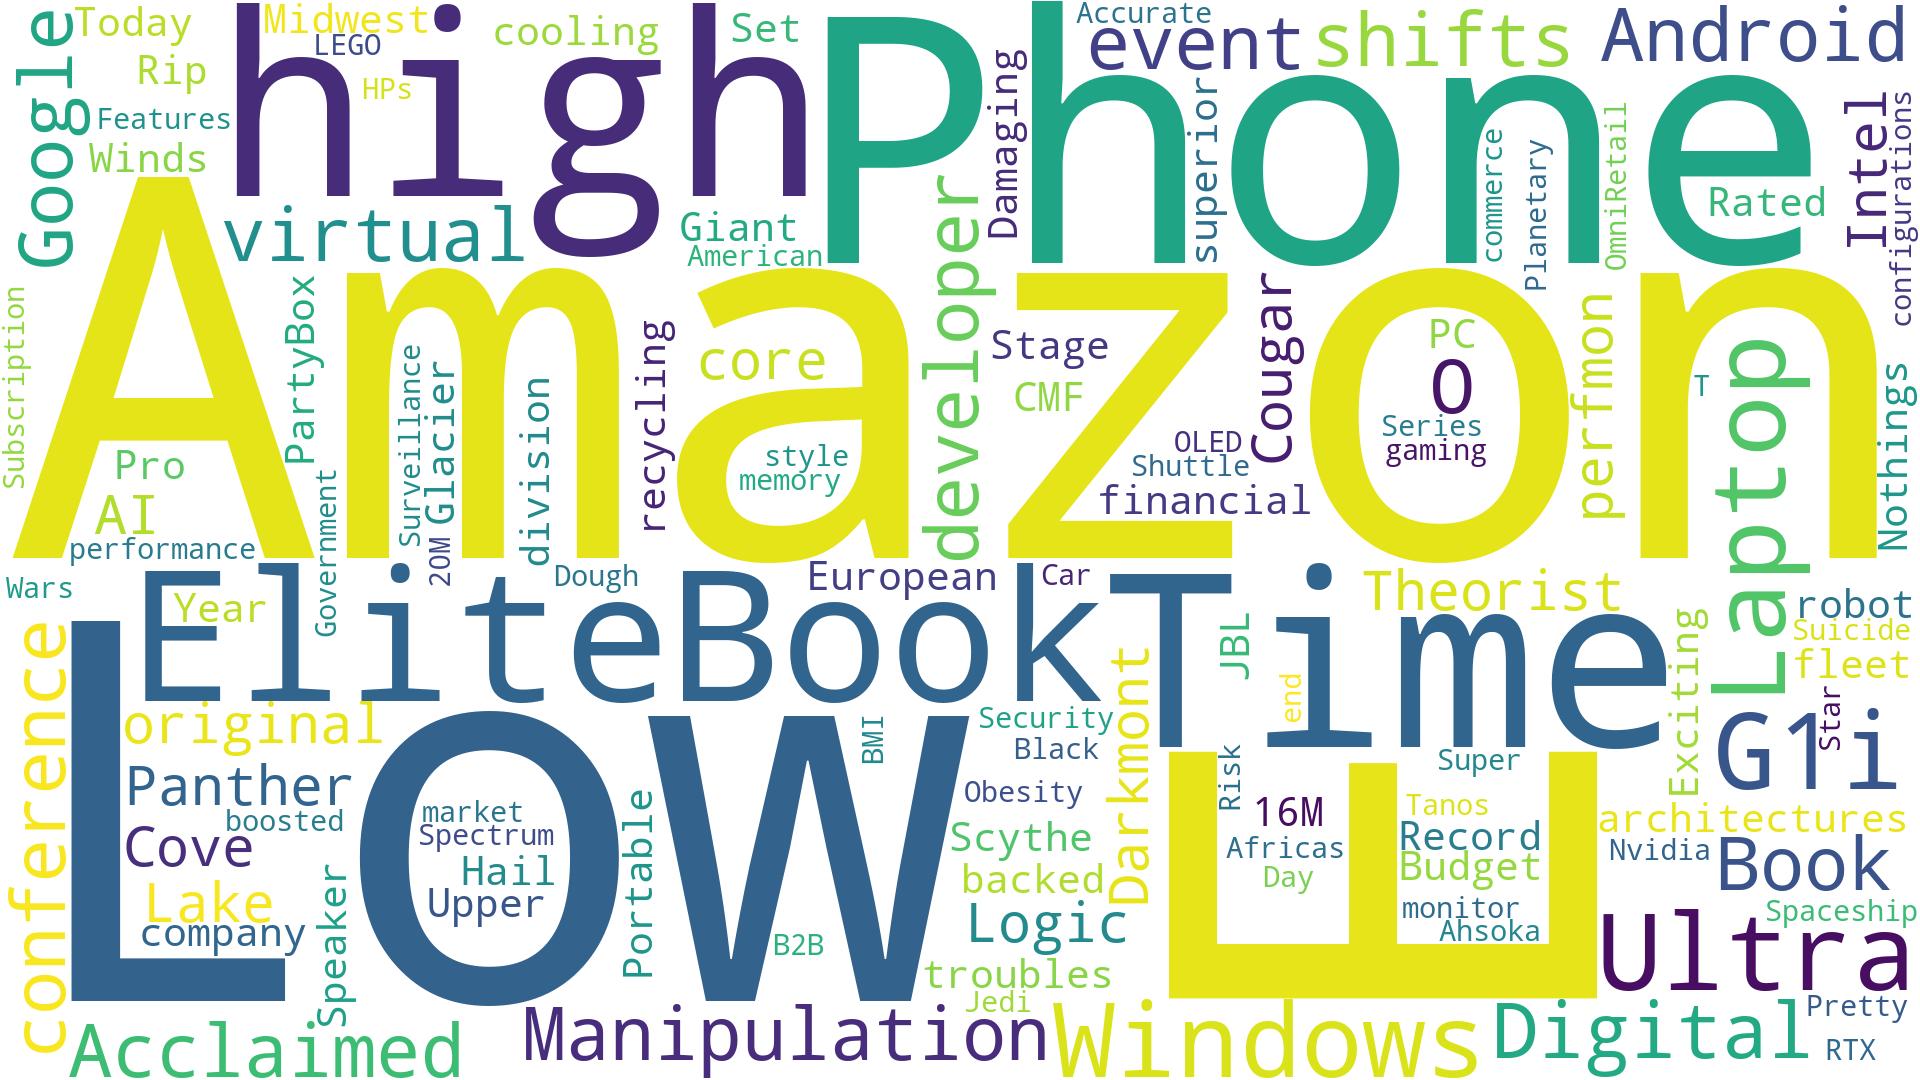 Google
Today
Midwest
LEGO
HPs
cooling
Set
Accurate
event
shifts
Android
Rip
Features
Winds
high
Phone
Damaging
superior
commerce
Planetary
OmniRetail
Rated
Intel
configurations
virtual
Giant
American
developer
Amazon
Subscription
PartyBox
Surveillance
Glacier
division
recycling
core
style
memory
Stage
CMF
OLED
Shuttle
financial
Cougar
PC
O
Series
gaming
perfmon
T
Laptop
Nothings
Pro
AI
performance
Government
20M
Wars
Year
EliteBook
Dough
European
Car
Time
Theorist
JBL
end
Exciting
robot
Suicide
fleet
Star
G1i
conference
original
Low
Panther
boosted
Cove
Lake
company
Speaker
market
Spectrum
Hail
Upper
Portable
BMI
B2B
Security
Black
Obesity
Scythe
backed
Logic
troubles
Jedi
Darkmont
Risk
E
16M
Africas
Day
Super
Tanos
Record
Budget
monitor
Ahsoka
architectures
Nvidia
Book
Spaceship
Ultra
Acclaimed
Manipulation
Windows
Digital
Pretty
RTX